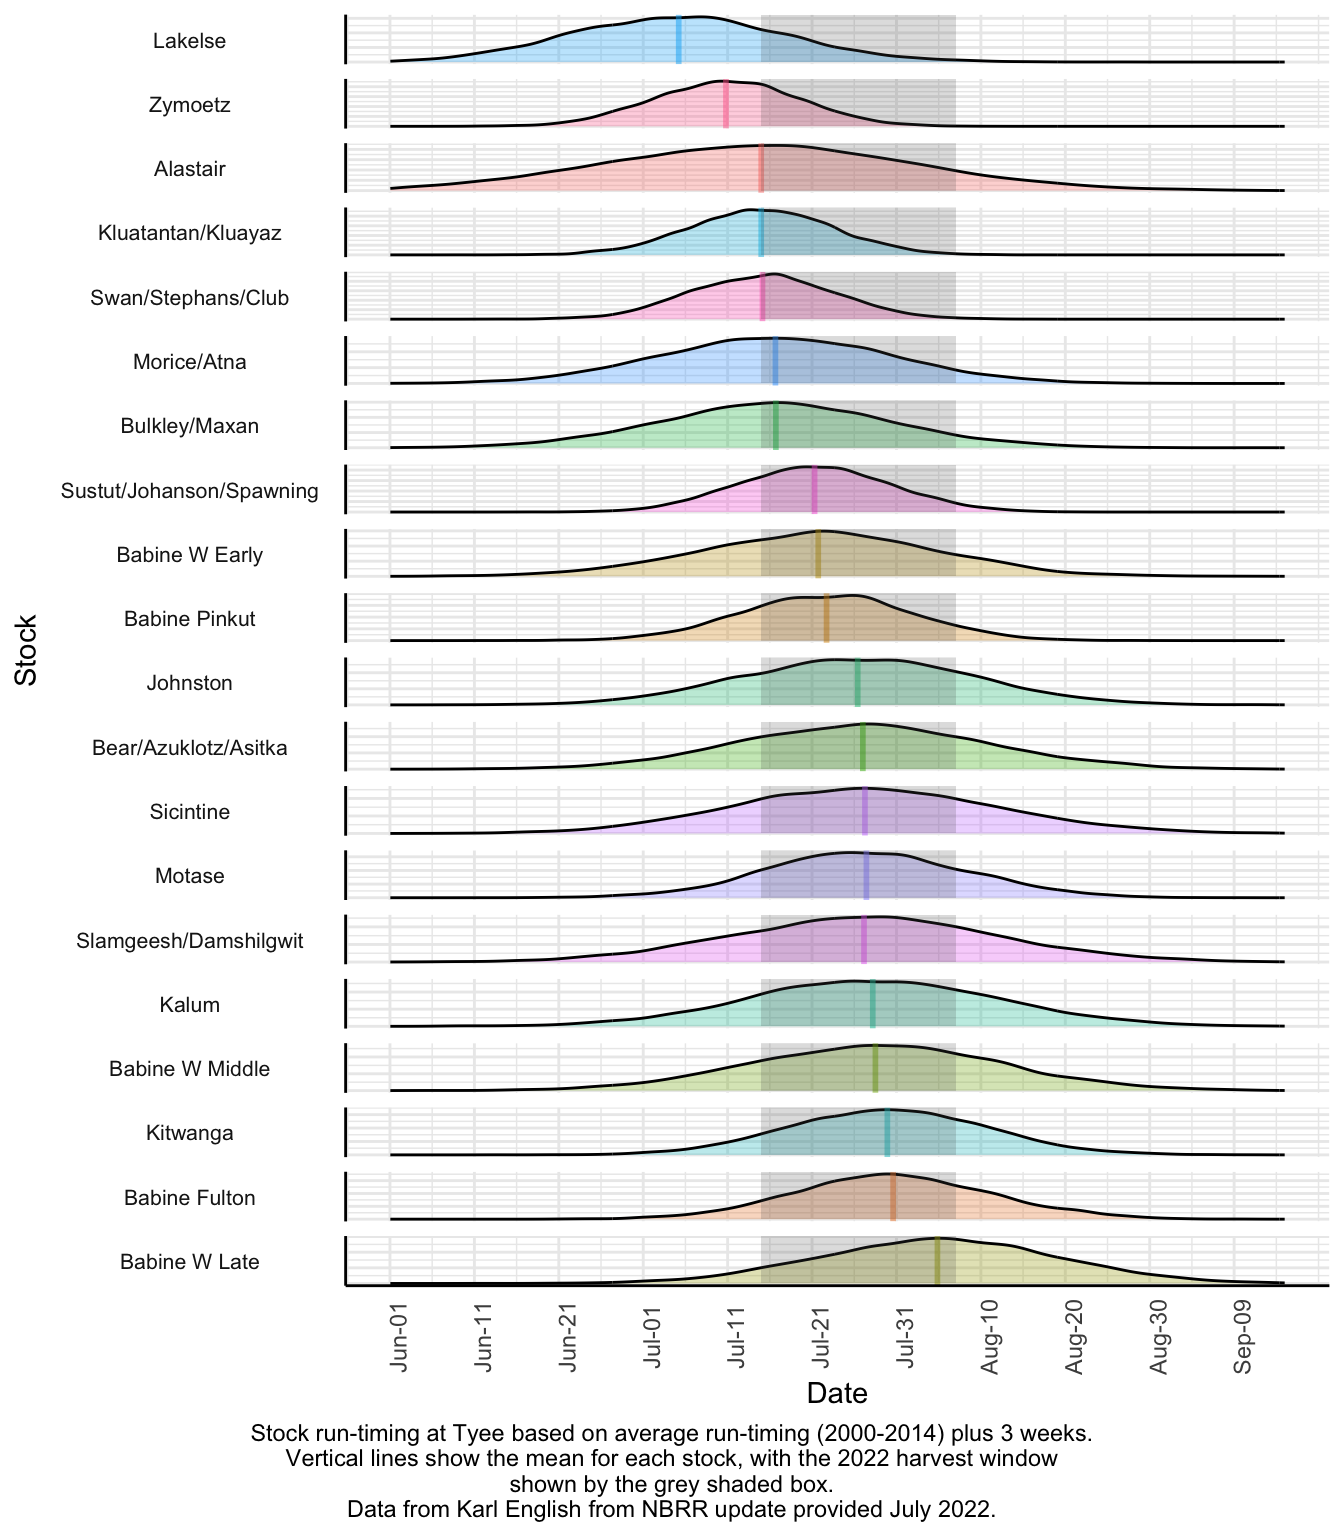 Lakelse
Zymoetz
Alastair
Kluatantan/Kluayaz
Swan/Stephans/Club
Morice/Atna
Bulkley/Maxan
Sustut/Johanson/Spawning
Babine W Early
Babine Pinkut
Johnston
Bear/Azuklotz/Asitka
Sicintine
Motase
Slamgeesh/Damshilgwit
Kalum
Babine W Middle
Kitwanga
Babine Fulton
Babine W Late
Stock
Jun-01
Jun-11
Jun-21
Jul-01
Jul-11
Jul-21
Jul-31
Aug-10
Aug-20
Aug-30
Sep-09
Date
Stock run-timing at Tyee based on average run-timing (2000-2014) plus 3 weeks.
Vertical lines show the mean for each stock, with the 2022 harvest window
shown by the grey shaded box.
Data from Karl English from NBRR update provided July 2022.